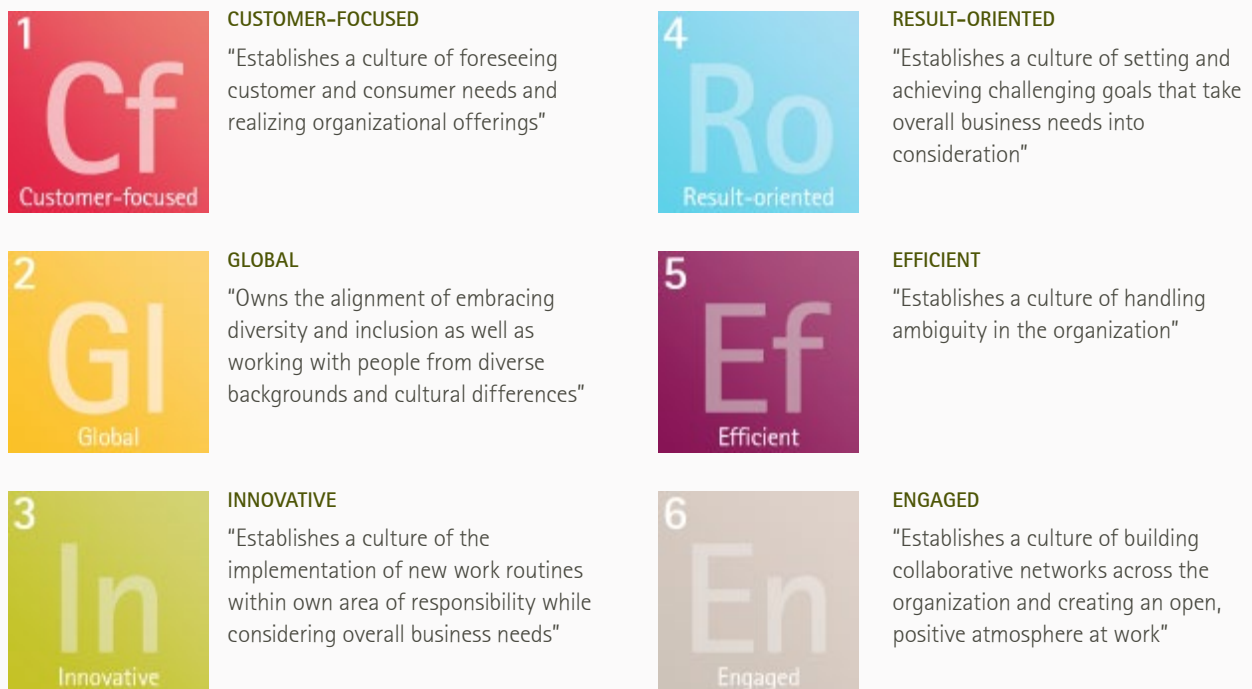 1
Cf
Customer-focused
CUSTOMER-FOCUSED
“Establishes a culture of foreseeing
customer and consumer needs and
realizing organizational offerings”
2
Gl
Global
GLOBAL
“Owns the alignment of embracing
diversity and inclusion as well as
working with people from diverse
backgrounds and cultural differences”
3
In
Innovative
INNOVATIVE
“Establishes a culture of the
implementation of new work routines
within own area of responsibility while
considering overall business needs”
4
Ro
Result-oriented
RESULT-ORIENTED
“Establishes a culture of setting and
achieving challenging goals that take
overall business needs into
consideration”
5
Ef
Efficient
EFFICIENT
“Establishes a culture of handling
ambiguity in the organization”
6
En
Engaged
ENGAGED
“Establishes a culture of building
collaborative networks across the
organization and creating an open,
positive atmosphere at work”